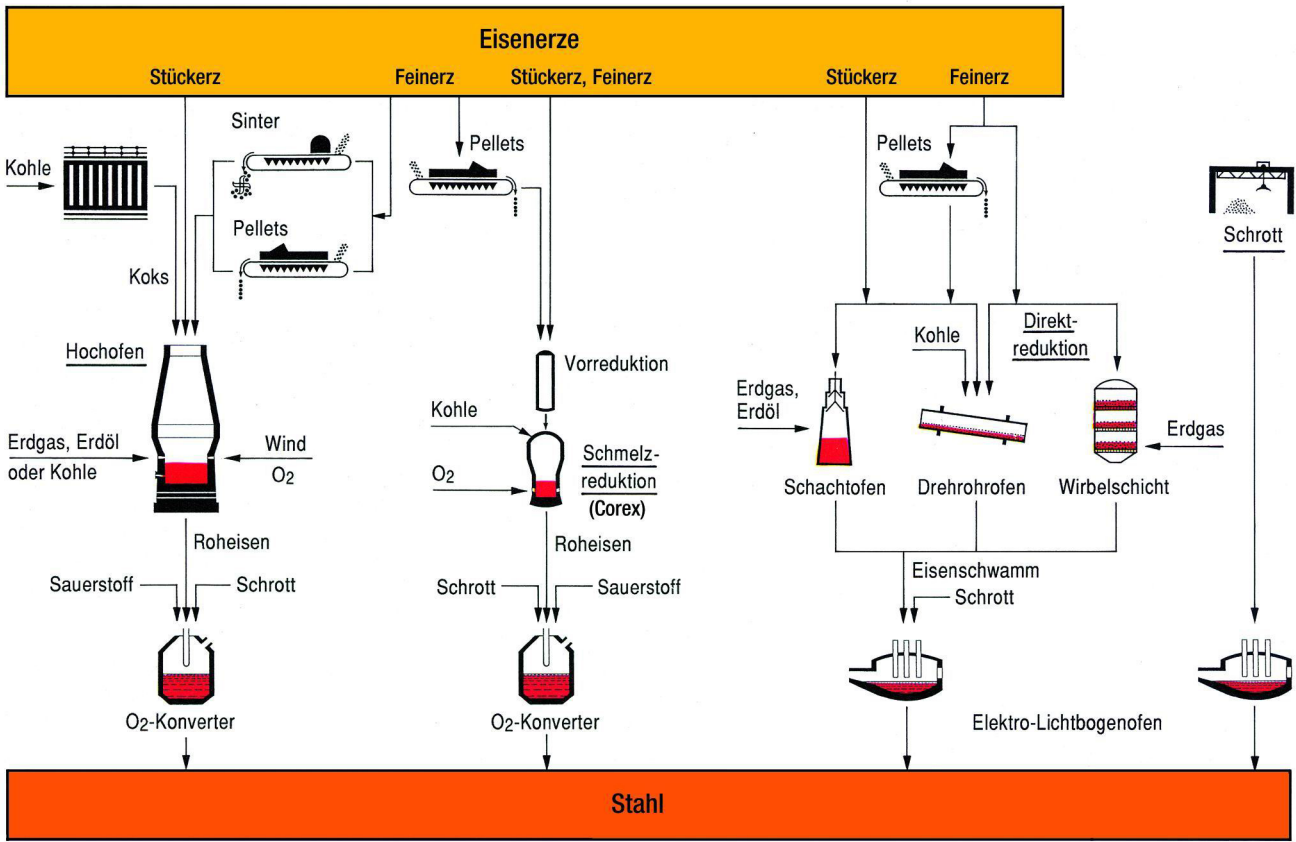 Eisenerze
Stückerz
Feinerz
Stückerz, Feinerz
Stückerz
Feinerz
Sinter
Pellets
Pellets
Kohle
Pellets
Schrott
Koks
Hochofen
Vorreduktion
Kohle
Direkt-
reduktion
Erdgas,
Erdöl
Kohle
Erdgas, Erdöl
oder Kohle
Wind
O2
O2
Schmelz-
reduktion
(Corex)
Erdgas
Schachtofen
Drehrohrofen
Wirbelschicht
Roheisen
Roheisen
Eisenschwamm
Schrott
Sauerstoff
Schrott
Schrott
Sauerstoff
O2-Konverter
O2-Konverter
Elektro-Lichtbogenofen
Stahl